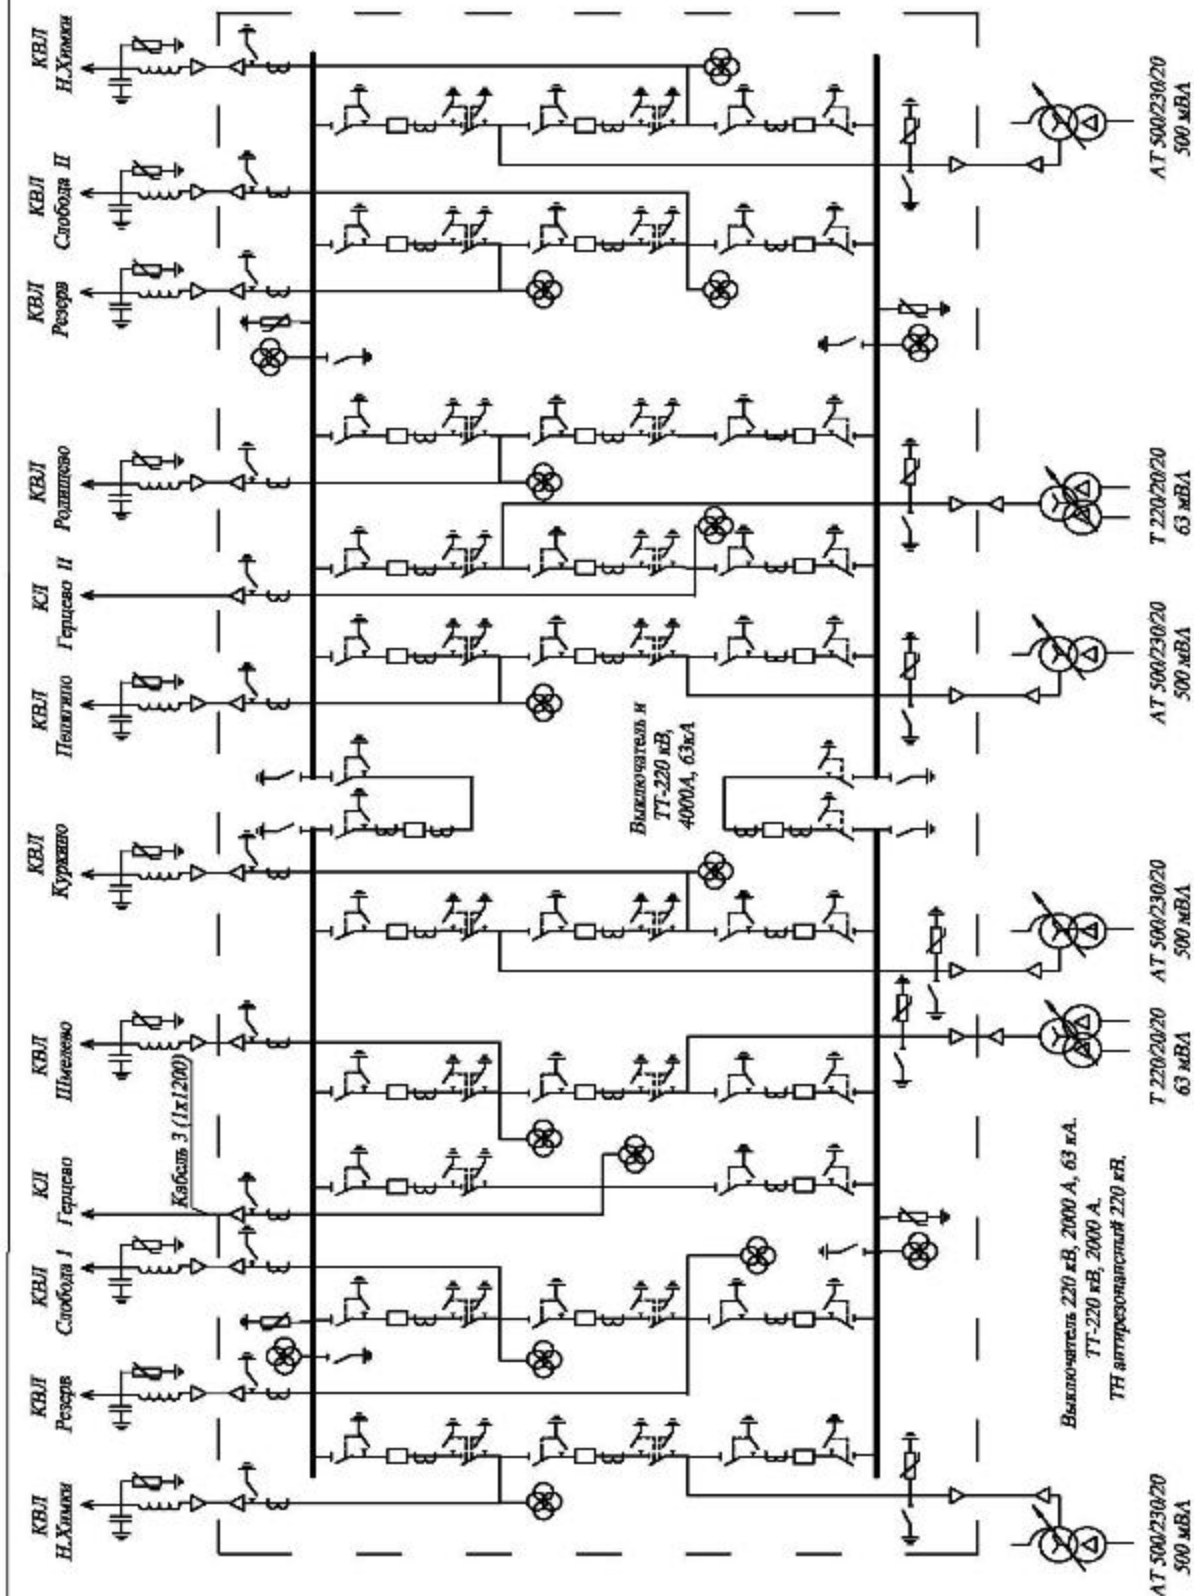 КВЛ
Н.Химки
КВЛ
Слобода II
КВЛ
Резерв
КВЛ
Родищево
КЛ
Герцево II
КВЛ
Пенягино
КВЛ
Куркино
КВЛ
Шмелево
КЛ
Герцево
КВЛ
Слобода I
КВЛ
Резерв
КВЛ
Н.Химки
Кабель 3 (1x1200)
Выключатель и
ТТ-220 кВ,
4000А, 63кА
АТ 500/230/20
500 мВА
Т 220/20/20
63 мВА
АТ 500/230/20
500 мВА
АТ 500/230/20
500 мВА
Т 220/20/20
63 мВА
АТ 500/230/20
500 мВА
Выключатель 220 кВ, 2000 А, 63 кА.
ТТ-220 кВ, 2000 А.
ТН антирезонансный 220 кВ.